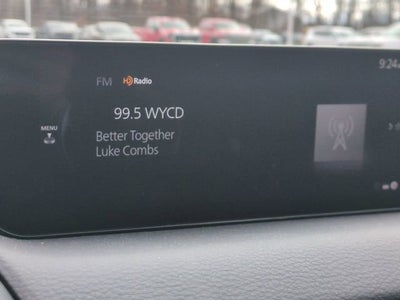 9:24
FM HD Radio
99.5 WYCD
MENU
Better Together
Luke Combs